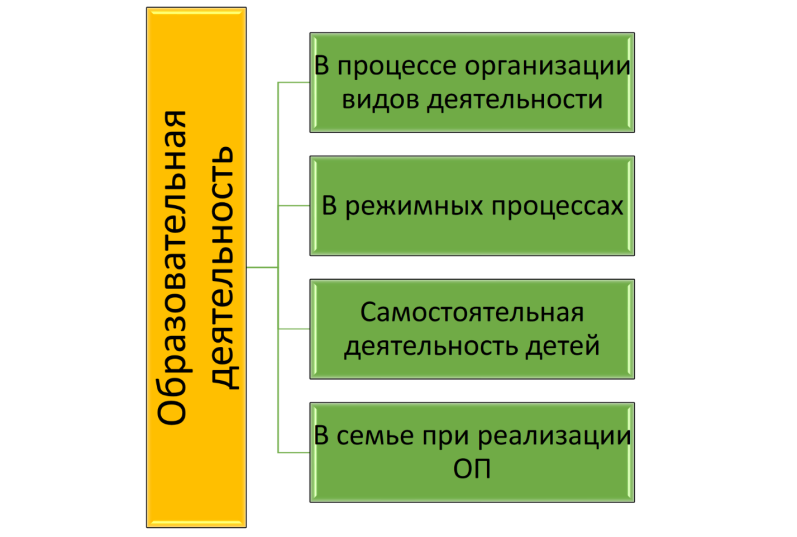 Образовательная
деятельность
В процессе организации
видов деятельности
В режимных процессах
Самостоятельная
деятельность детей
В семье при реализации
ОП